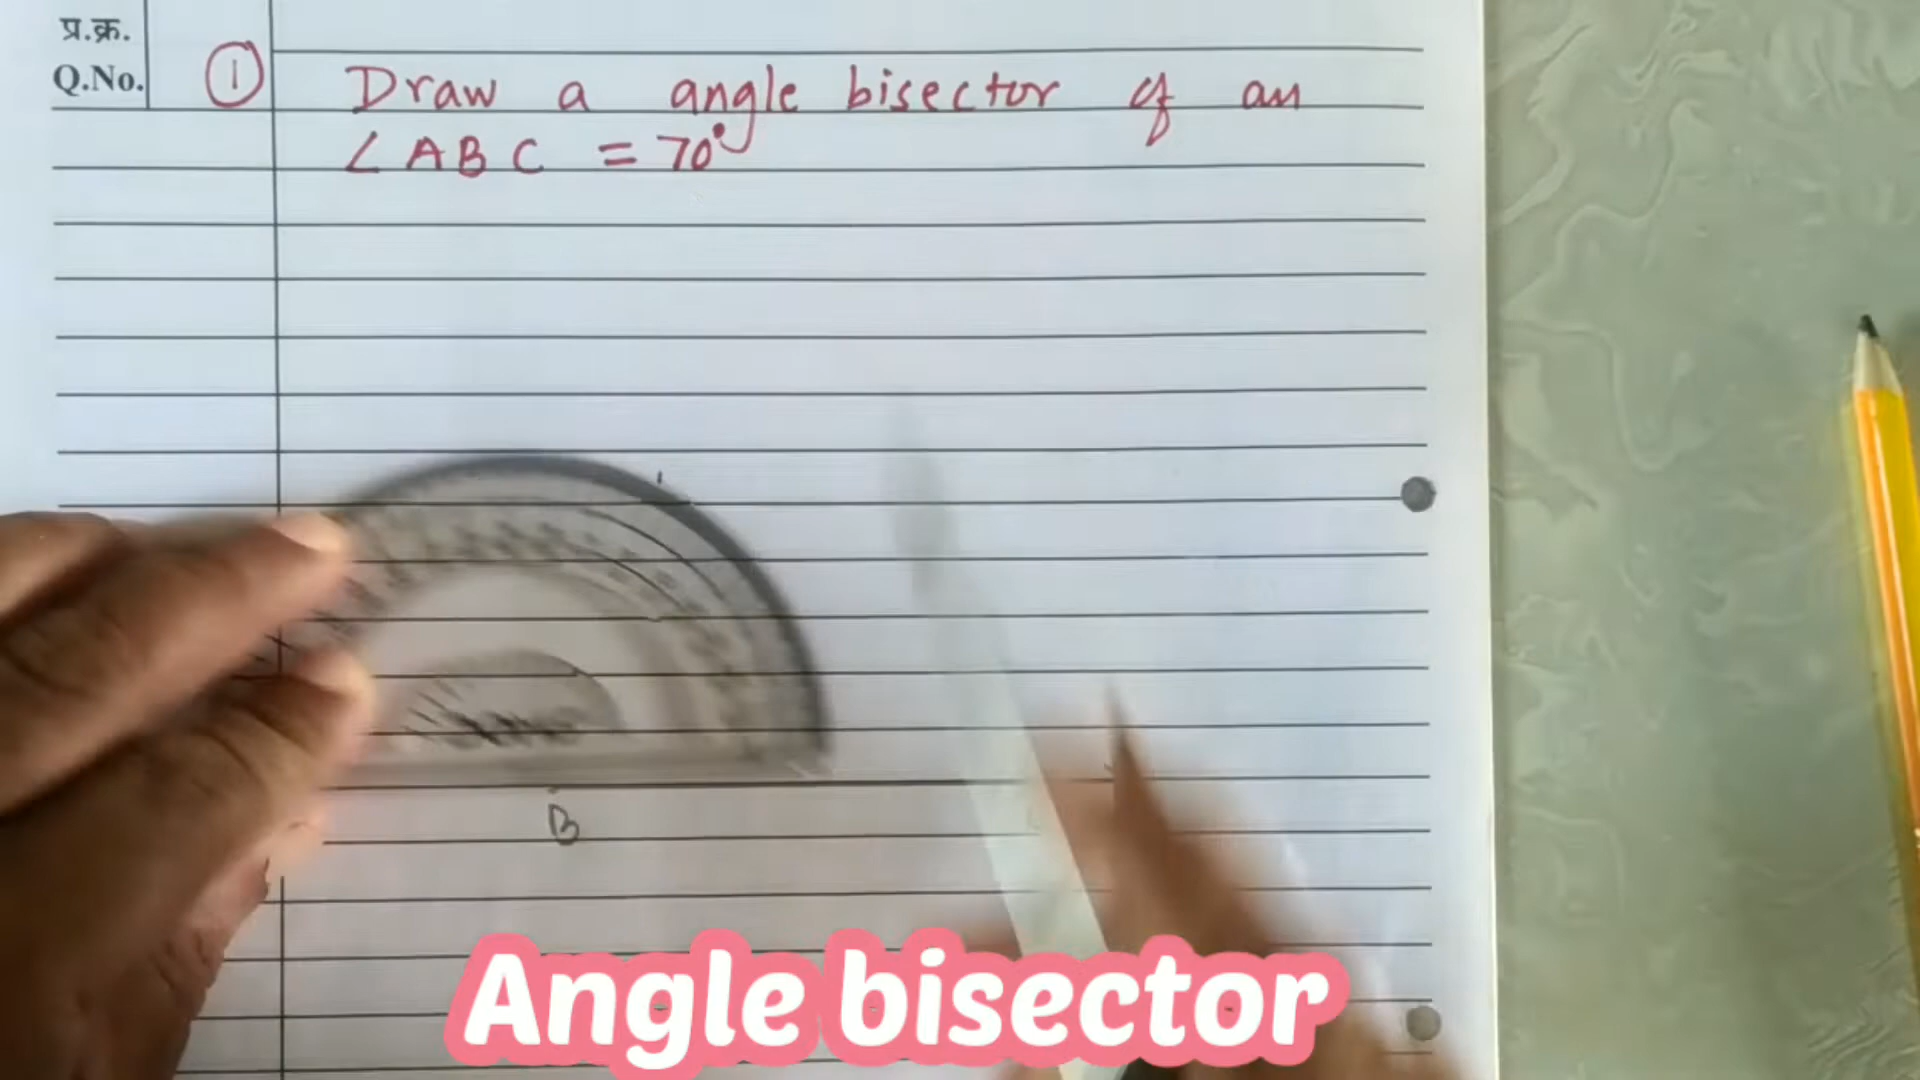 प्र.क्र.
Q.No.
1 Draw a angle bisector of an
∠ABC = 70°
B
Angle bisector